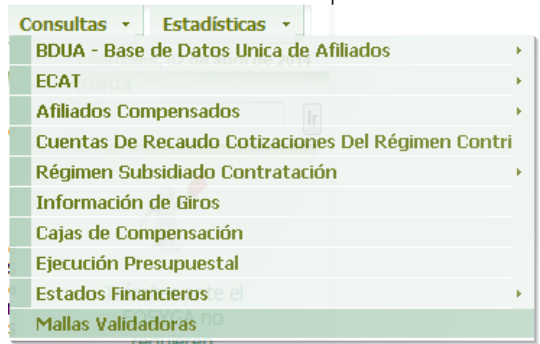 Consultas
Estadísticas
BDUA - Base de Datos Unica de Afiliados
ECAT
Afiliados Compensados
Cuentas De Recaudo Cotizaciones Del Régimen Contri
Régimen Subsidiado Contratación
Información de Giros
Cajas de Compensación
Ejecución Presupuestal
Estados Financieros
Mallas Validadoras